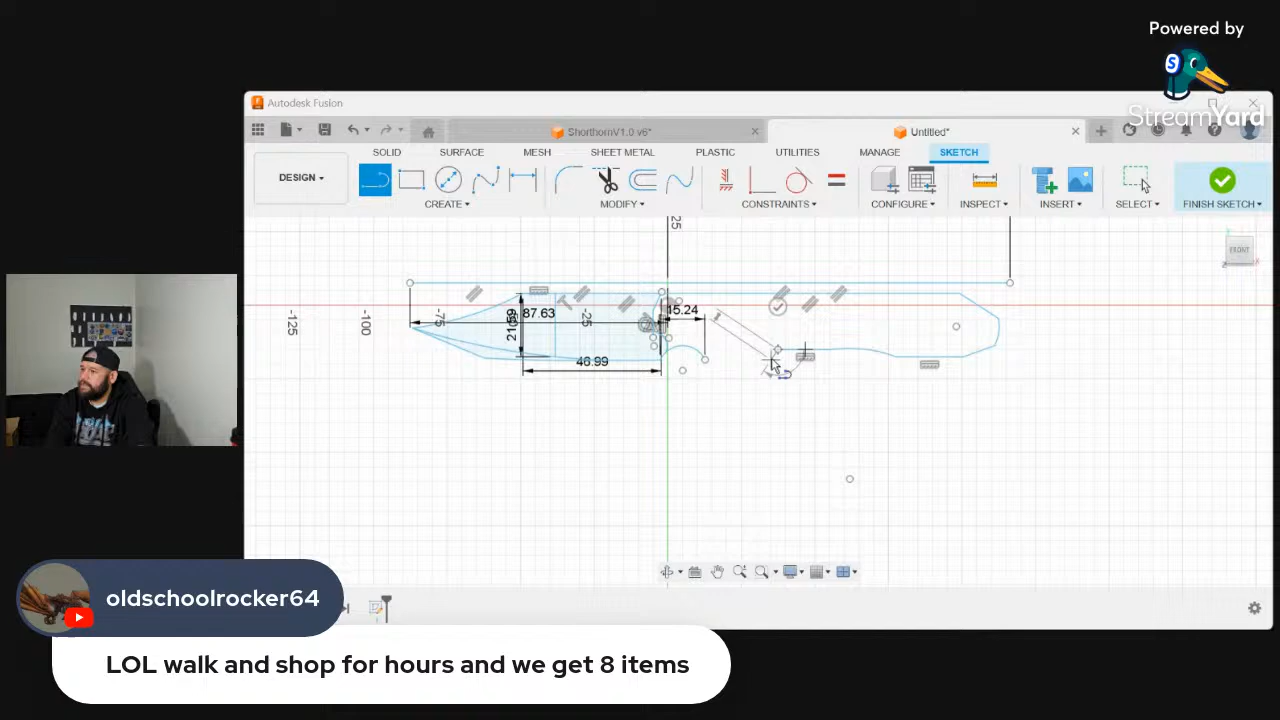 Powered by
S
StreamYard
Autodesk Fusion
ShorthornV1.0 v6*
Untitled*
SOLID SURFACE MESH SHEET METAL PLASTIC UTILITIES MANAGE SKETCH
DESIGN
CREATE MODIFY CONSTRAINTS CONFIGURE INSPECT INSERT SELECT FINISH SKETCH
25
FRONT
-125
-100
-75
-25
87.63
15.24
46.99
oldschoolrocker64
LOL walk and shop for hours and we get 8 items